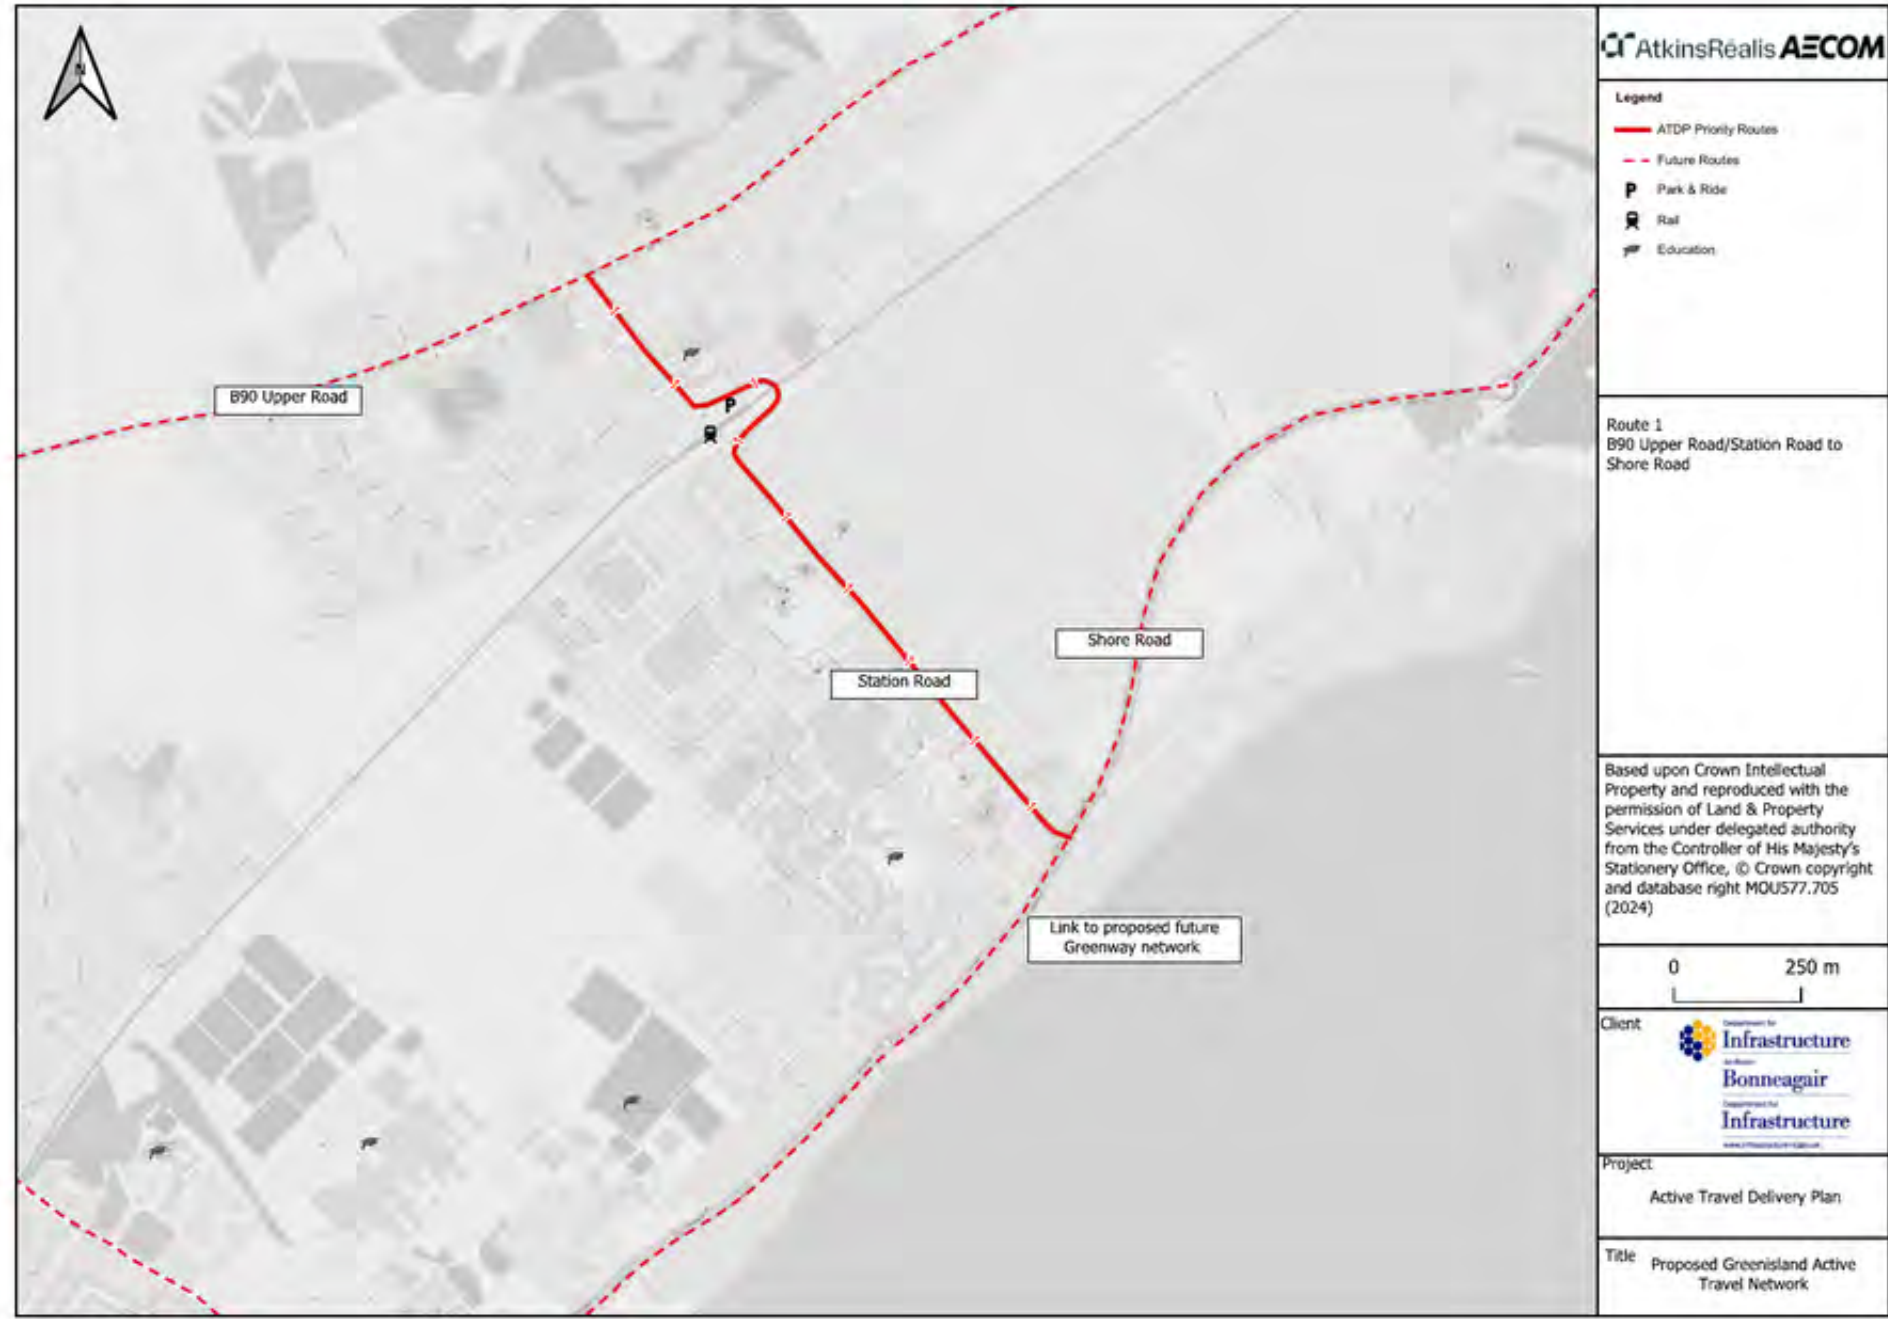 N
AtkinsRéalis AECOM
Legend
ATDP Priority Routes
Future Routes
P Park & Ride
Rail
Education
B90 Upper Road
P
Route 1
B90 Upper Road/Station Road to
Shore Road
Shore Road
Station Road
Based upon Crown Intellectual
Property and reproduced with the
permission of Land & Property
Services under delegated authority
from the Controller of His Majesty's
Stationery Office, © Crown copyright
and database right MOU577.705
(2024)
Link to proposed future
Greenway network
0 250 m
Client
Department for
Infrastructure
Bonneagair
Department for
Infrastructure
Project
Active Travel Delivery Plan
Title Proposed Greenisland Active
Travel Network